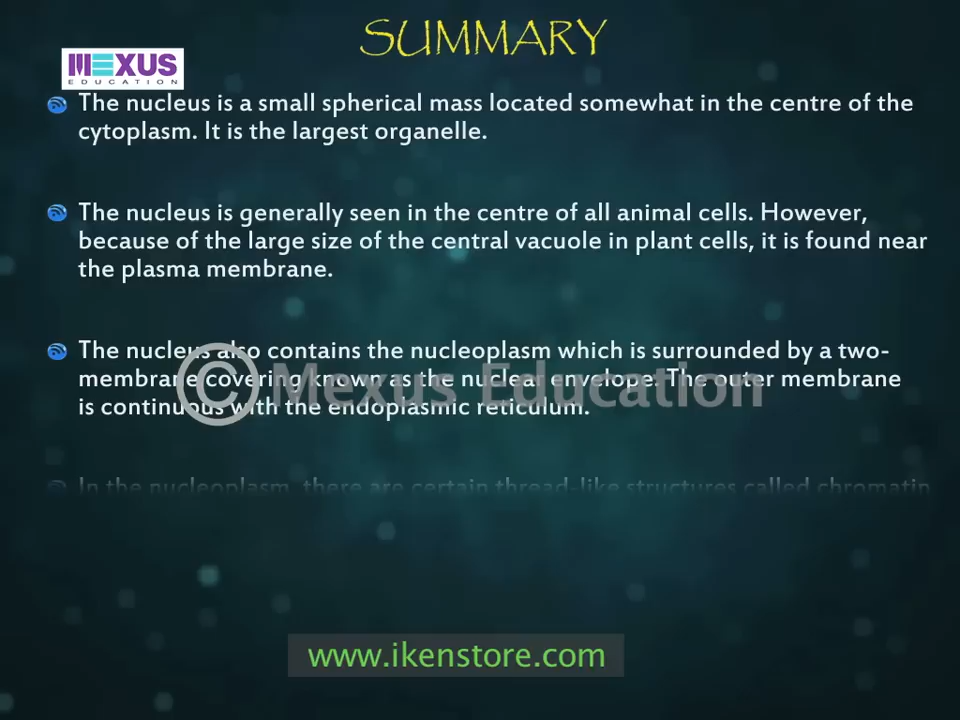 SUMMARY
MEXUS
EDUCATION
The nucleus is a small spherical mass located somewhat in the centre of the
cytoplasm. It is the largest organelle.
The nucleus is generally seen in the centre of all animal cells. However,
because of the large size of the central vacuole in plant cells, it is found near
the plasma membrane.
The nucleus also contains the nucleoplasm which is surrounded by a two-
membrane covering known as the nuclear envelope. The outer membrane
is continuous with the endoplasmic reticulum.
© Mexus Education
In the nucleoplasm, there are certain thread-like structures called chromatin
www.ikenstore.com